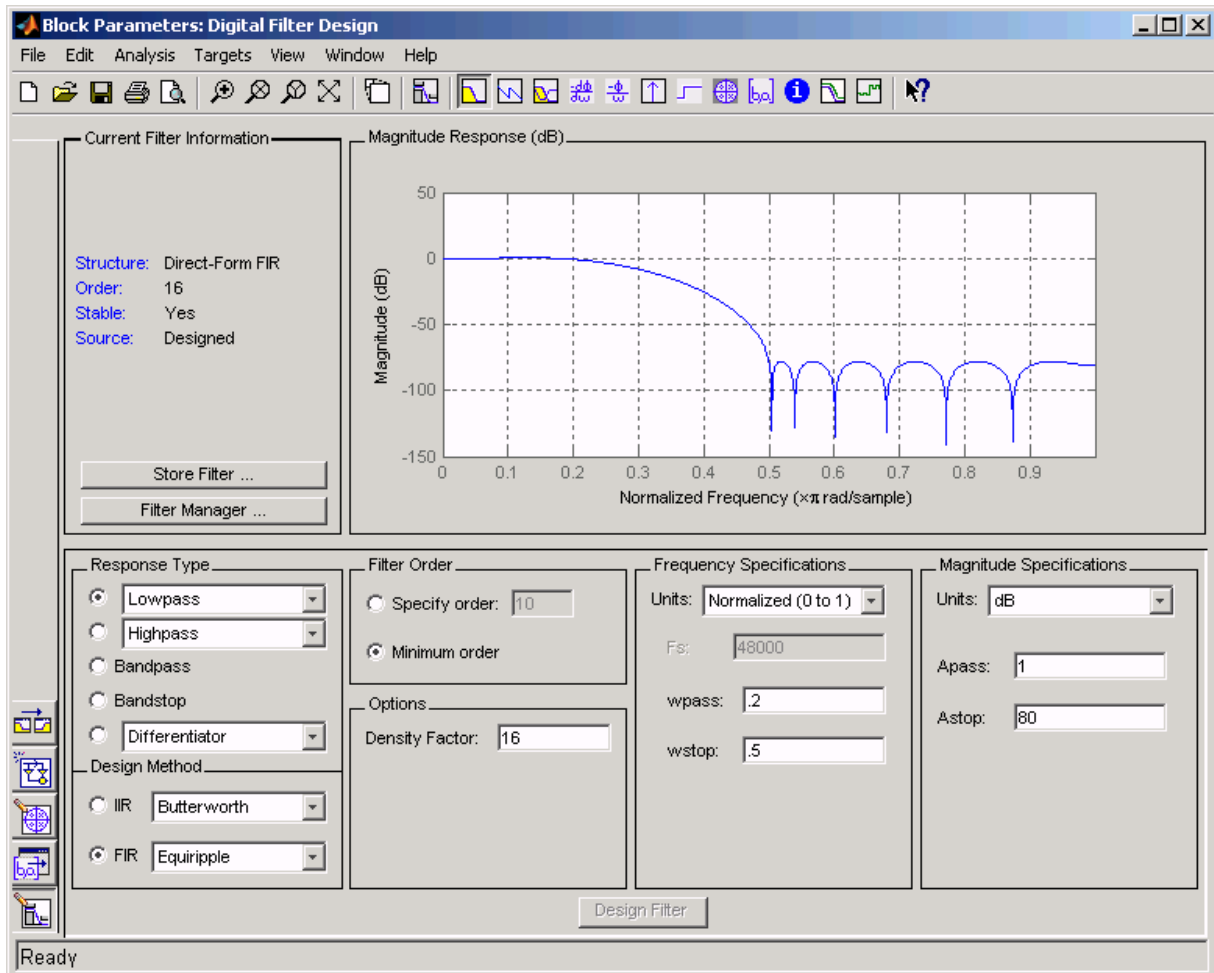 Block Parameters: Digital Filter Design
File Edit Analysis Targets View Window Help
Current Filter Information
Structure: Direct-Form FIR
Order: 16
Stable: Yes
Source: Designed
Store Filter ...
Filter Manager ...
Magnitude Response (dB)
Magnitude (dB)
50
0
-50
-100
-150
0 0.1 0.2 0.3 0.4 0.5 0.6 0.7 0.8 0.9
Normalized Frequency (×π rad/sample)
Response Type
Lowpass
Highpass
Bandpass
Bandstop
Differentiator
Design Method
IIR Butterworth
FIR Equiripple
Filter Order
Specify order: 10
Minimum order
Options
Density Factor: 16
Frequency Specifications
Units: Normalized (0 to 1)
Fs: 48000
wpass: .2
wstop: .5
Magnitude Specifications
Units: dB
Apass: 1
Astop: 80
Design Filter
Ready